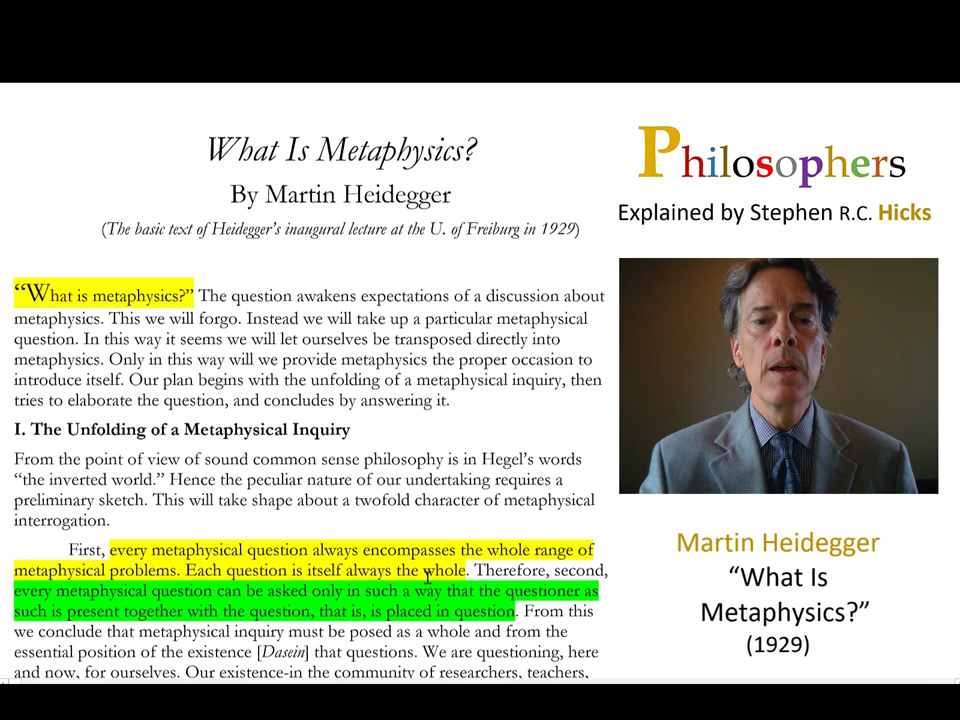 What Is Metaphysics?
By Martin Heidegger
(The basic text of Heidegger's inaugural lecture at the U. of Freiburg in 1929)
“What is metaphysics?” The question awakens expectations of a discussion about
metaphysics. This we will forgo. Instead we will take up a particular metaphysical
question. In this way it seems we will let ourselves be transposed directly into
metaphysics. Only in this way will we provide metaphysics the proper occasion to
introduce itself. Our plan begins with the unfolding of a metaphysical inquiry, then
tries to elaborate the question, and concludes by answering it.
I. The Unfolding of a Metaphysical Inquiry
From the point of view of sound common sense philosophy is in Hegel's words
“the inverted world.” Hence the peculiar nature of our undertaking requires a
preliminary sketch. This will take shape about a twofold character of metaphysical
interrogation.
First, every metaphysical question always encompasses the whole range of
metaphysical problems. Each question is itself always the whole. Therefore, second,
every metaphysical question can be asked only in such a way that the questioner as
such is present together with the question, that is, is placed in question. From this
we conclude that metaphysical inquiry must be posed as a whole and from the
essential position of the existence [Dasein] that questions. We are questioning, here
and now, for ourselves. Our existence-in the community of researchers, teachers,
Philosophers
Explained by Stephen R.C. Hicks
Martin Heidegger
“What Is
Metaphysics?”
(1929)